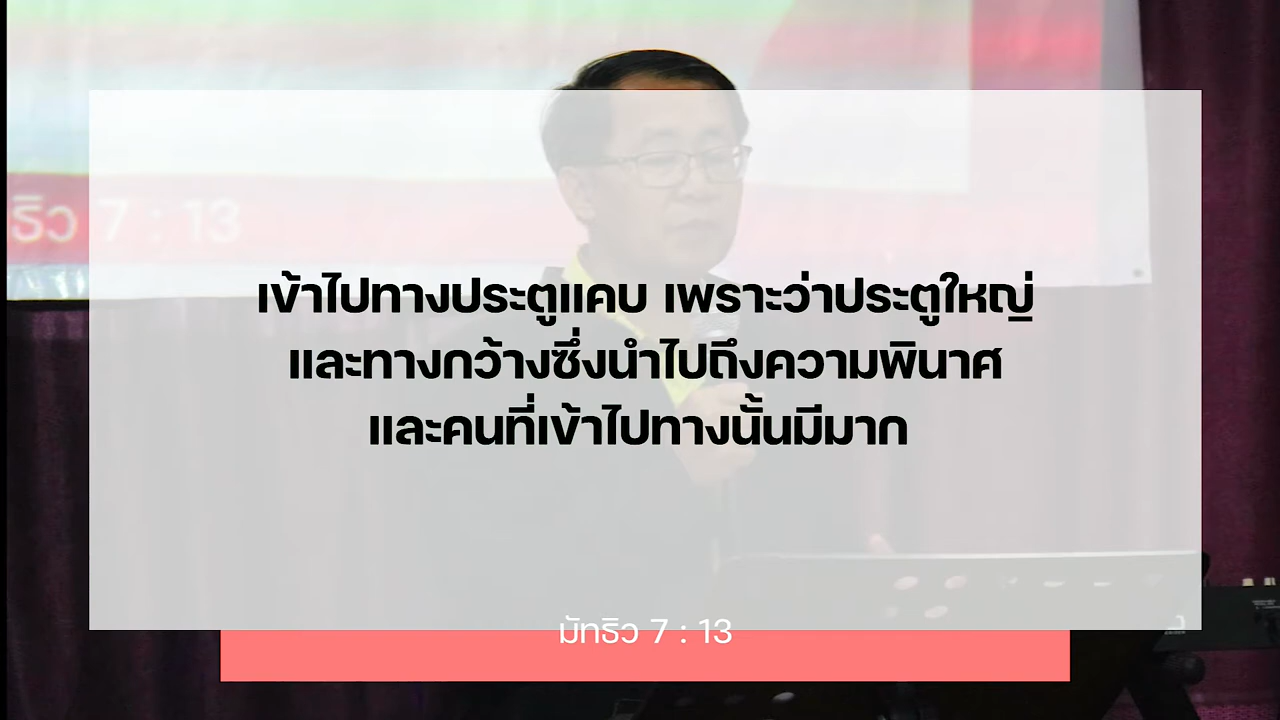 ธิว 7 : 13
เข้าไปทางประตูแคบ เพราะว่าประตูใหญ่
และทางกว้างซึ่งนำไปถึงความพินาศ
และคนที่เข้าไปทางนั้นมีมาก
มัทธิว 7 : 13